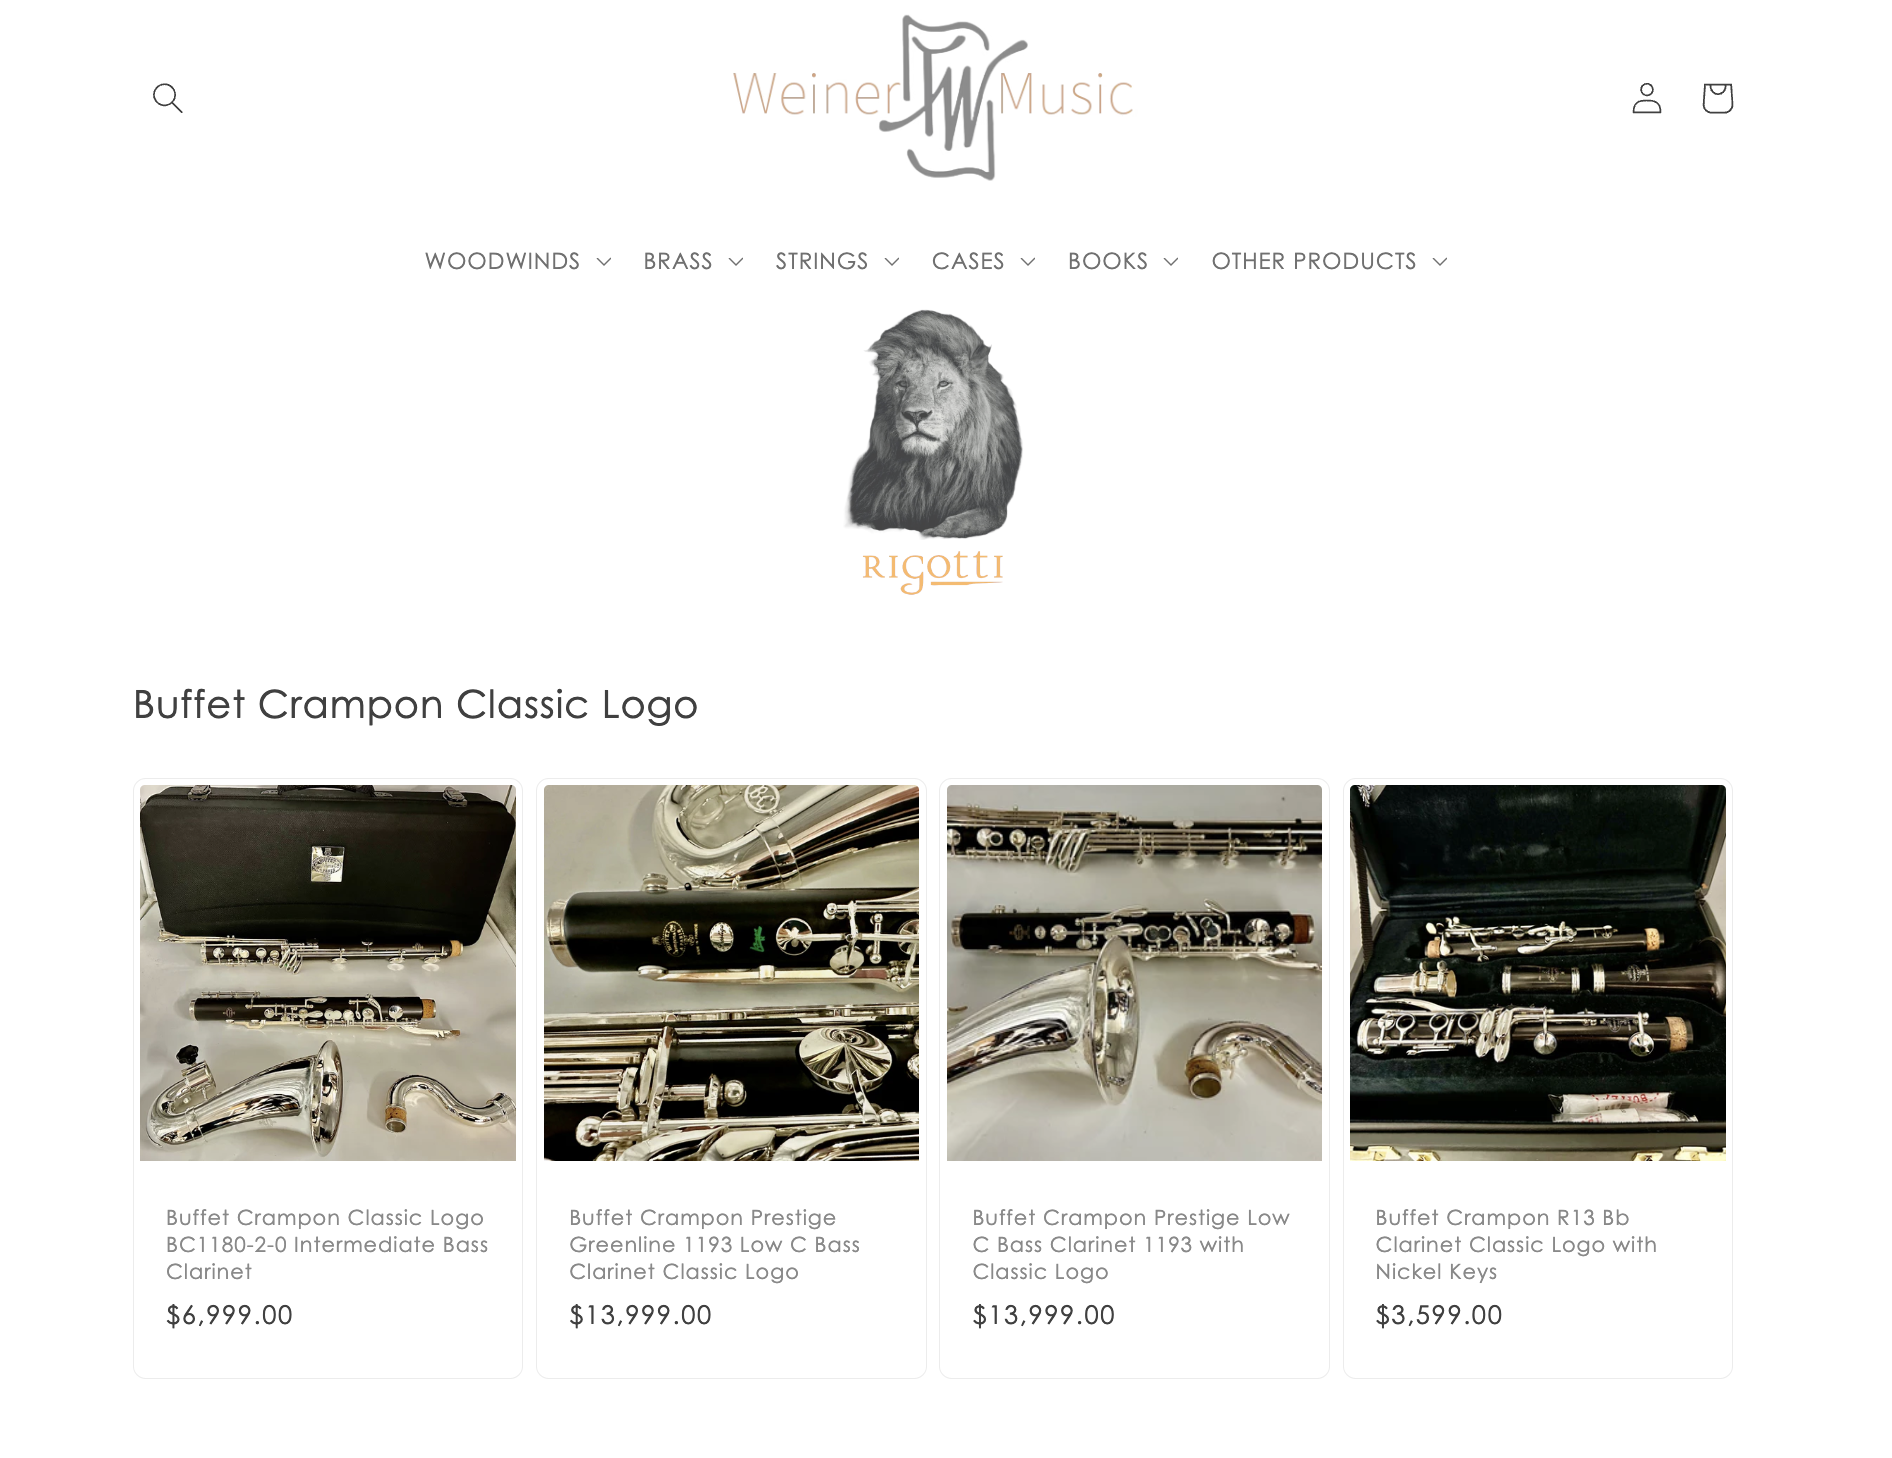 Weiner Music
WOODWINDS
BRASS
STRINGS
CASES
BOOKS
OTHER PRODUCTS
RIGOTTI
Buffet Crampon Classic Logo
Buffet Crampon Classic Logo
BC1180-2-0 Intermediate Bass
Clarinet
$6,999.00
BC
Buffet Crampon Prestige
Greenline 1193 Low C Bass
Clarinet Classic Logo
$13,999.00
Buffet Crampon Prestige Low
C Bass Clarinet 1193 with
Classic Logo
$13,999.00
Buffet Crampon R13 Bb
Clarinet Classic Logo with
Nickel Keys
$3,599.00